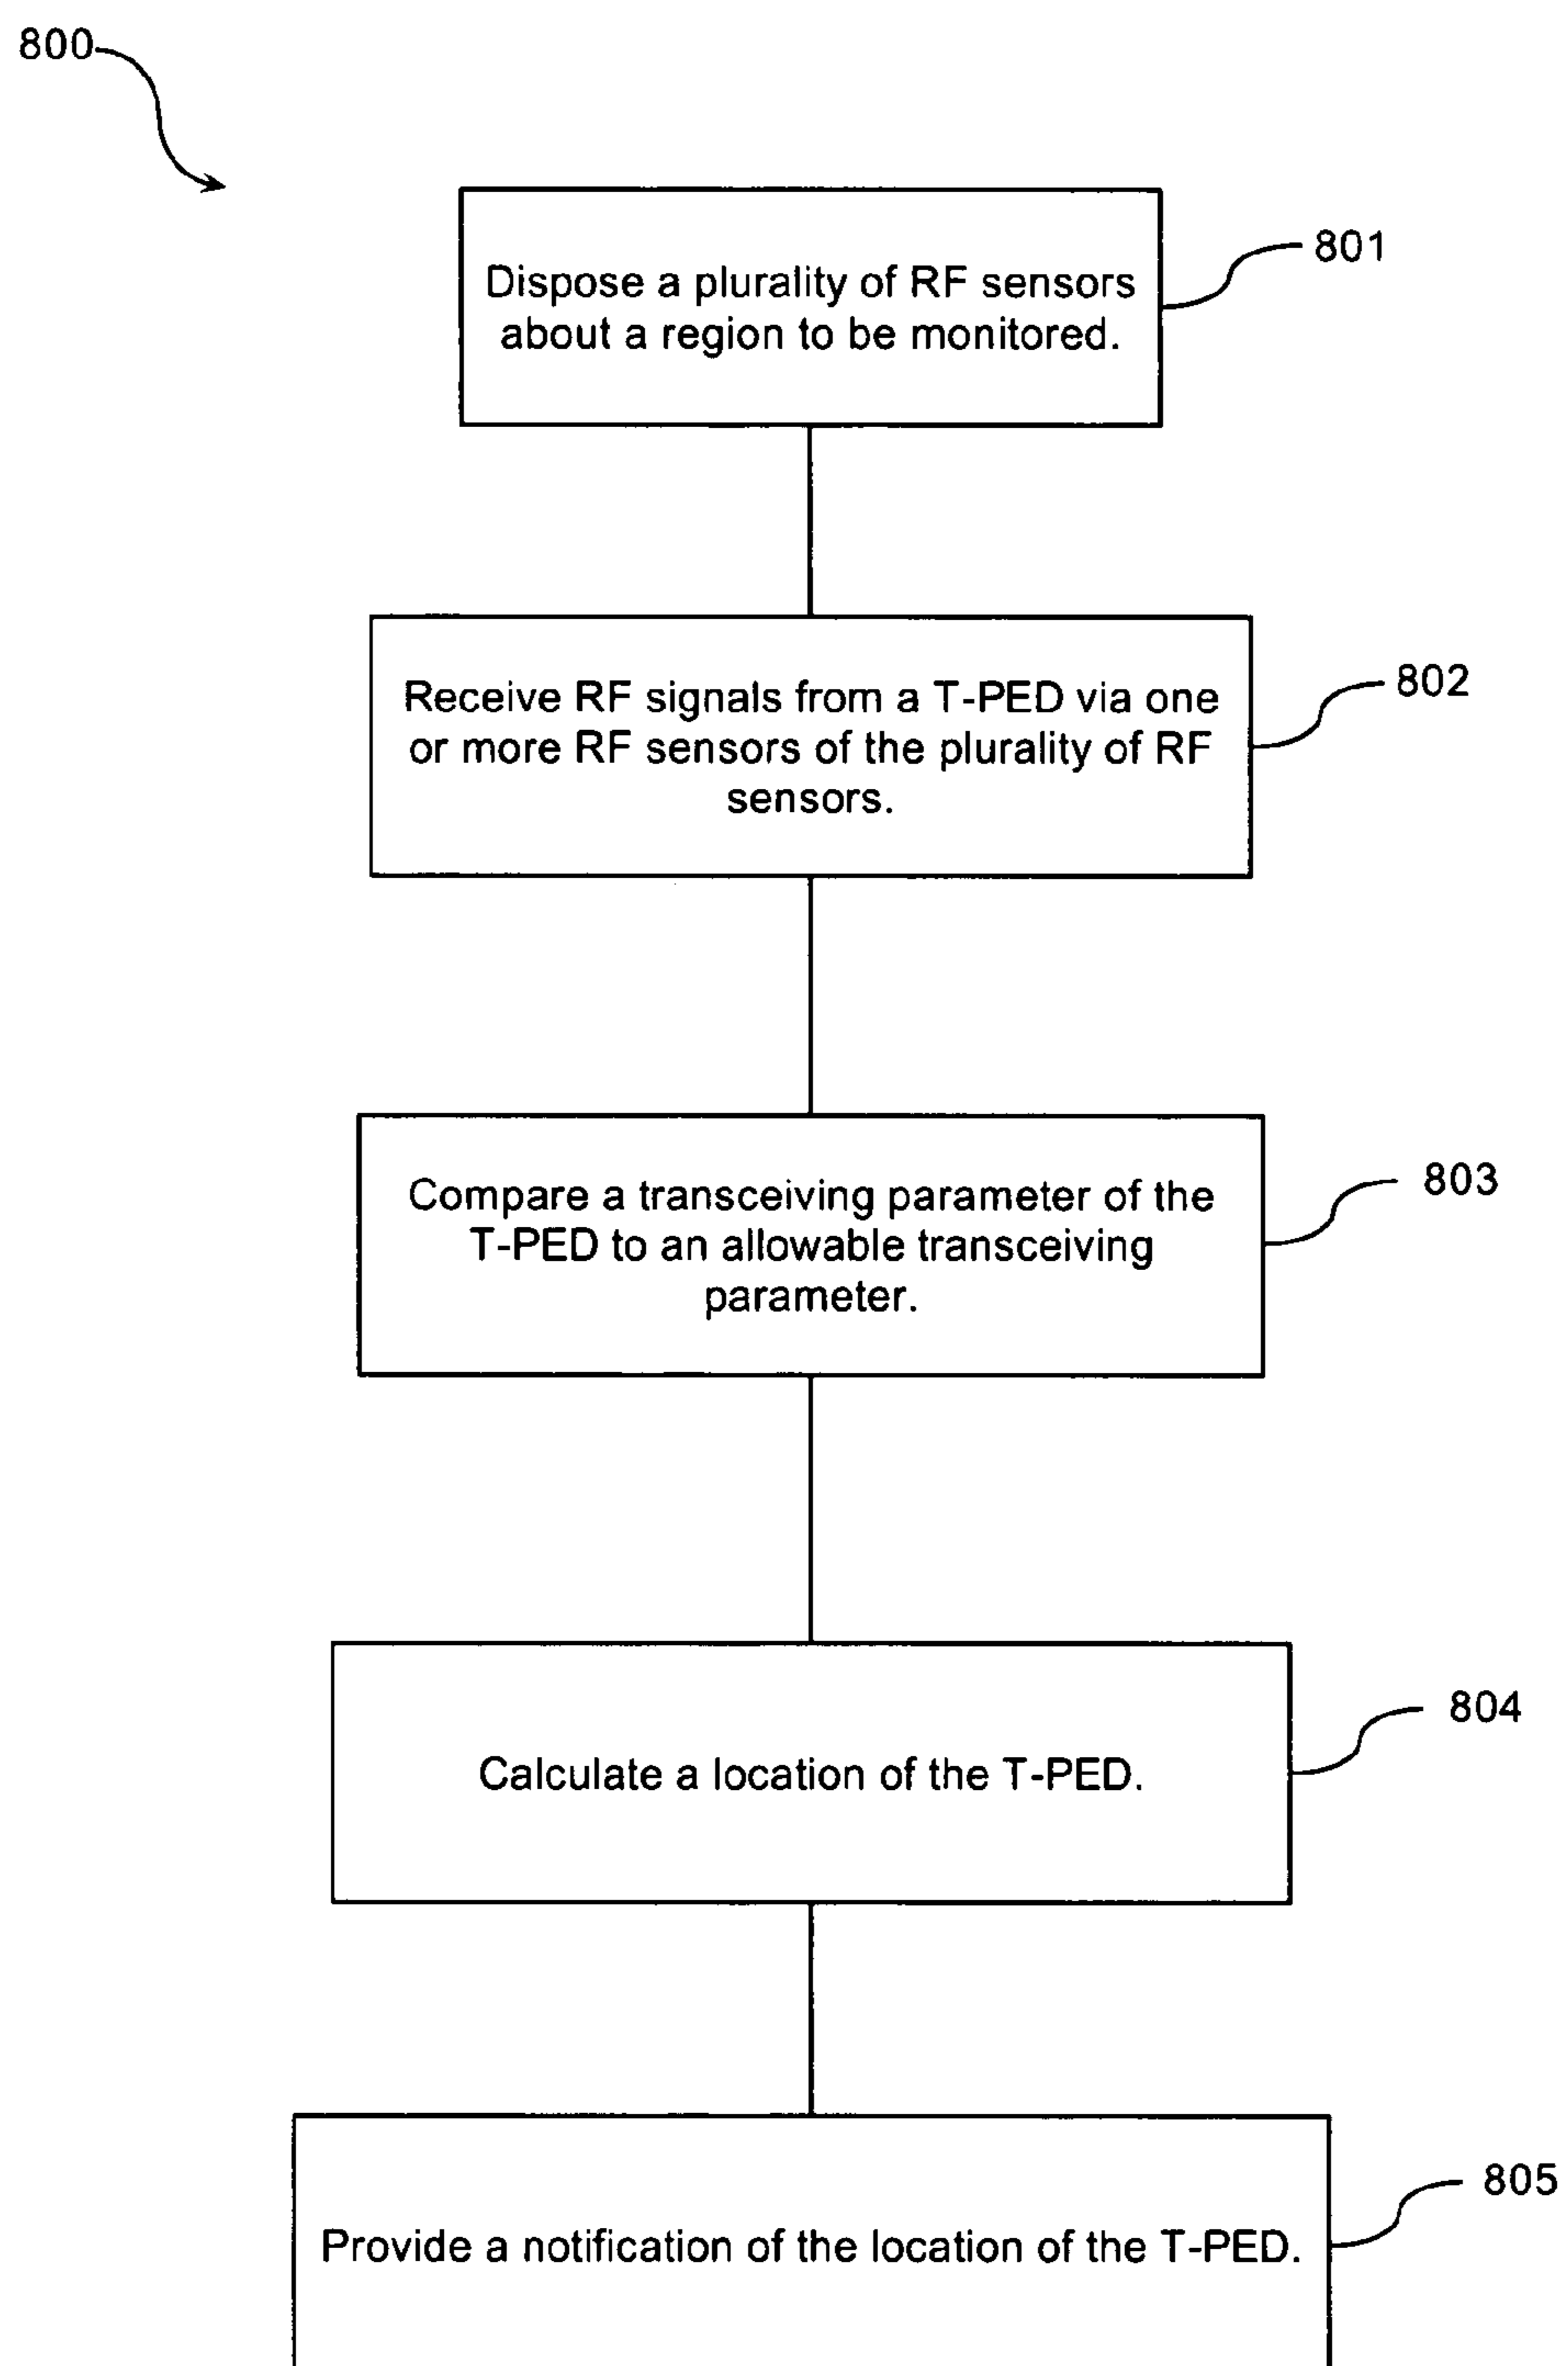 800
Dispose a plurality of RF sensors
about a region to be monitored.
801
Receive RF signals from a T-PED via one
or more RF sensors of the plurality of RF
sensors.
802
Compare a transceiving parameter of the
T-PED to an allowable transceiving
parameter.
803
Calculate a location of the T-PED.
804
Provide a notification of the location of the T-PED.
805